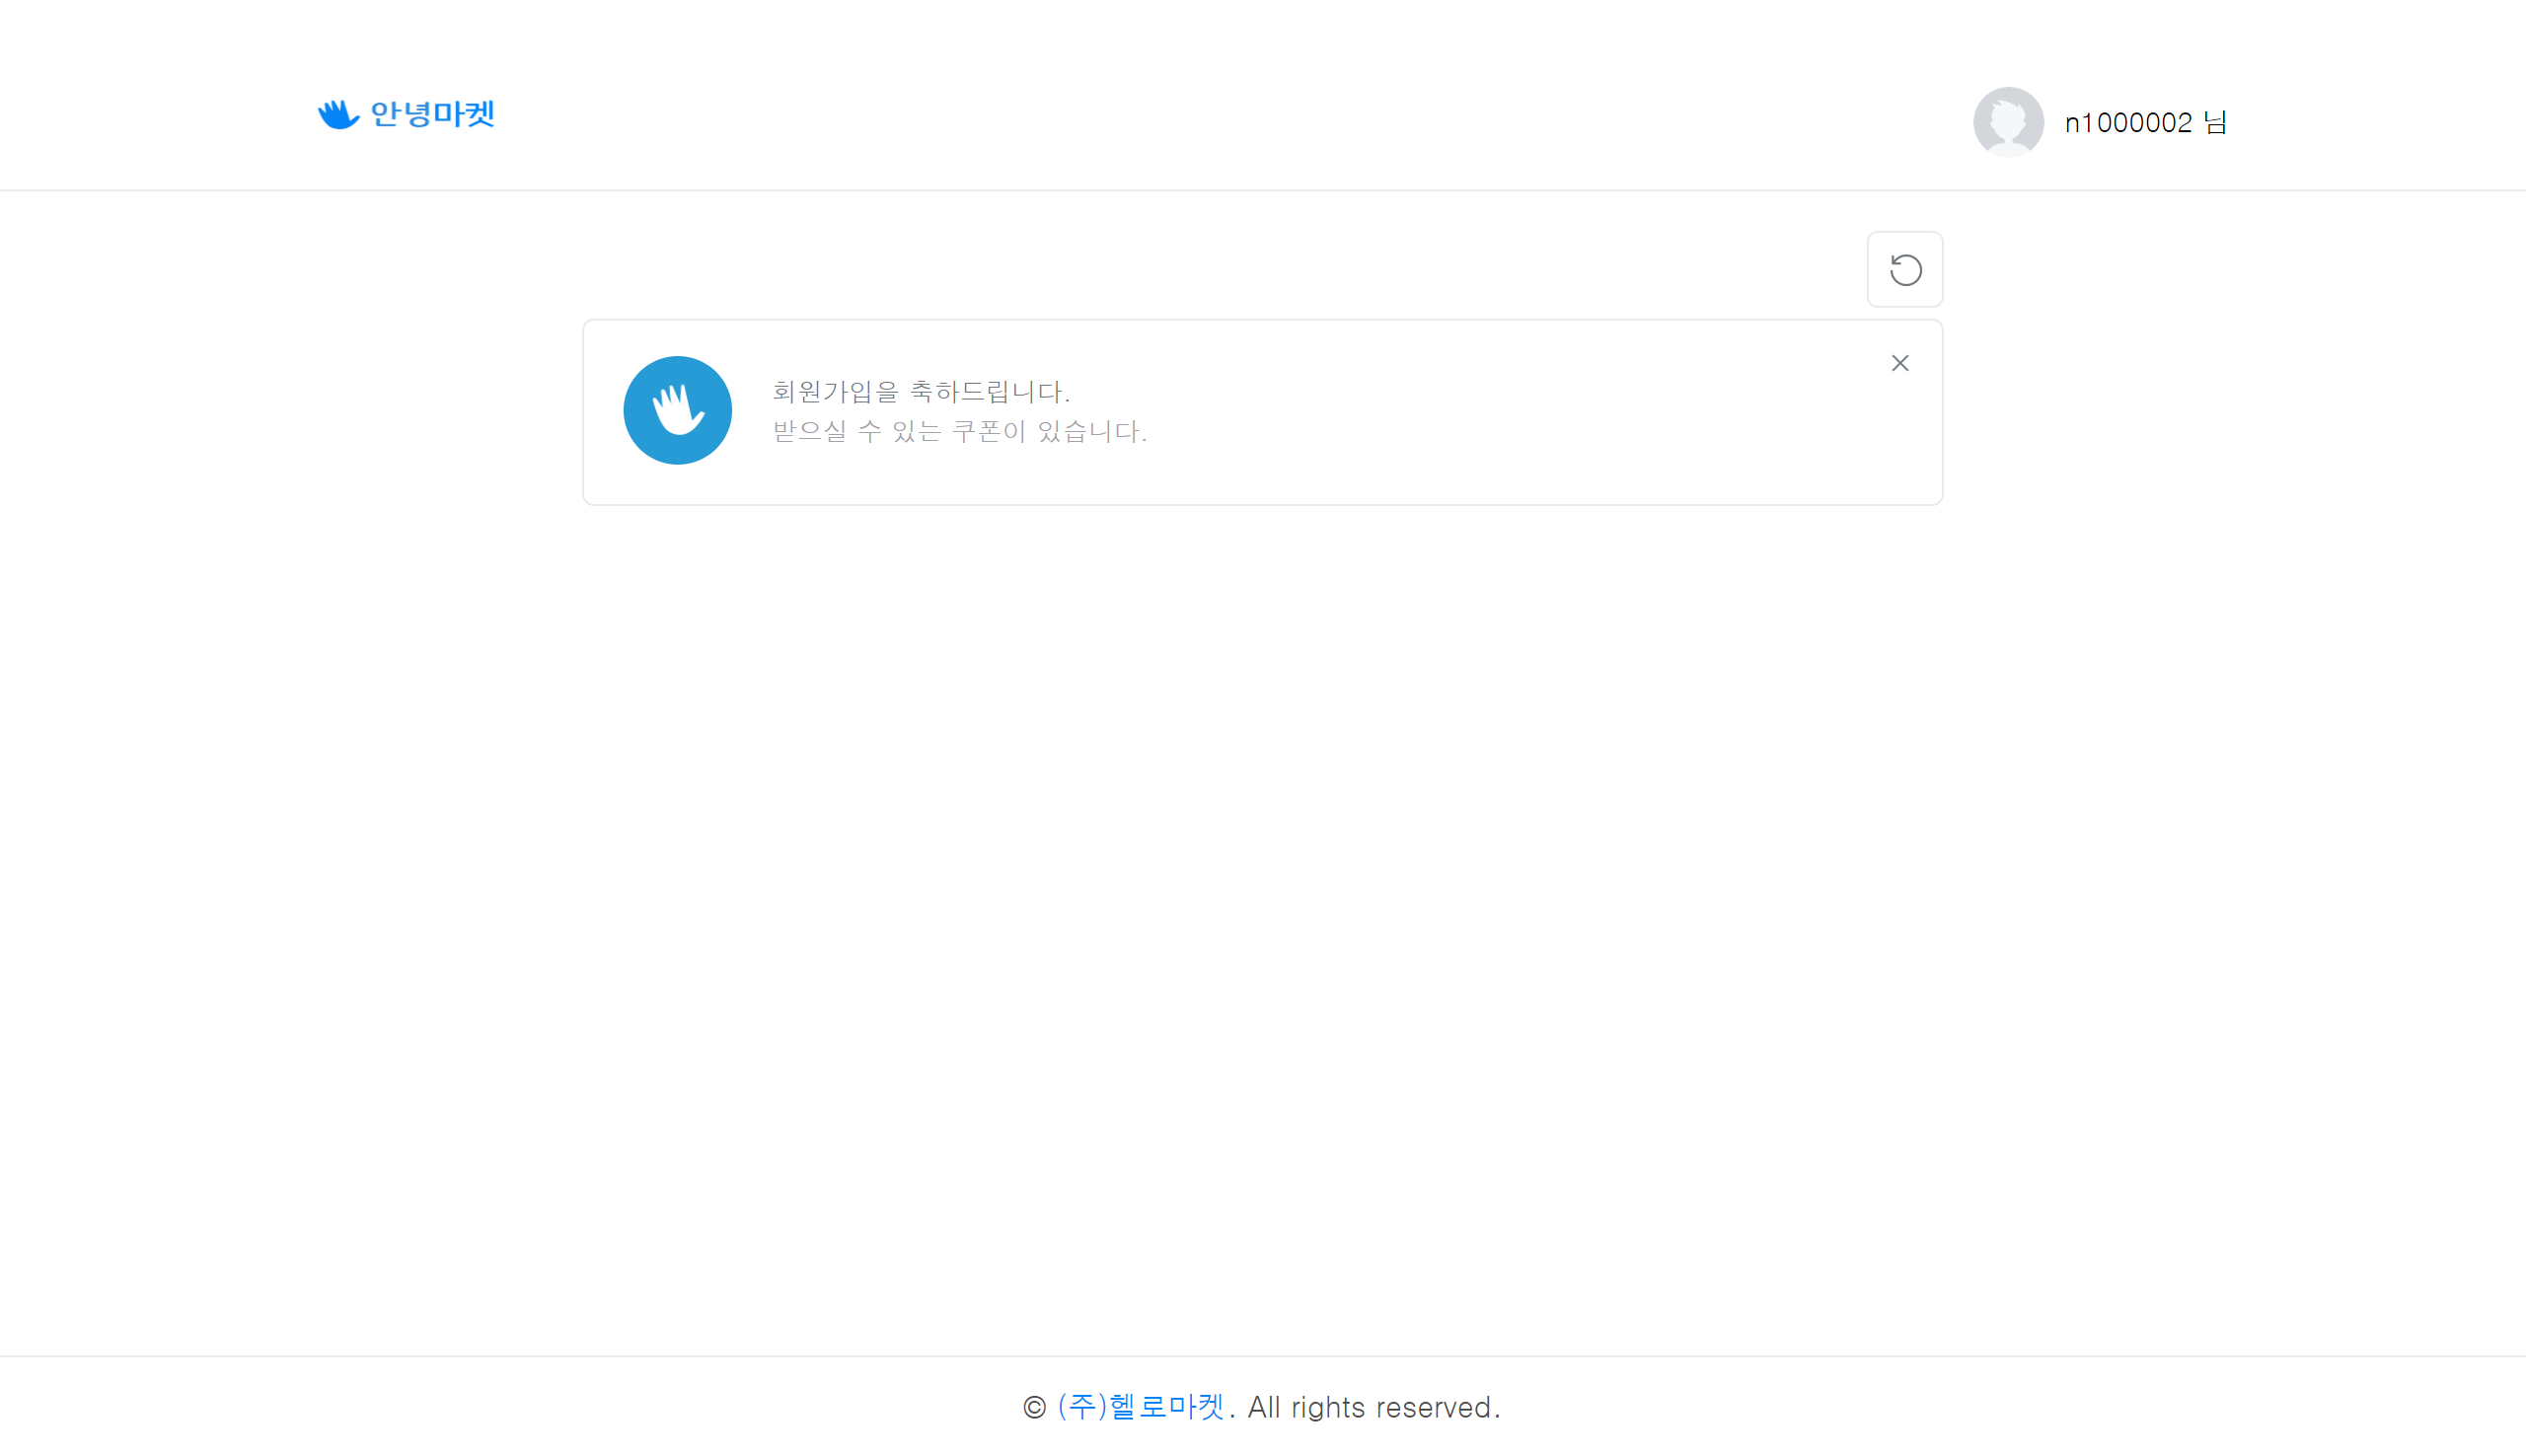 안녕마켓
n1000002 님
회원가입을 축하드립니다.
받으실 수 있는 쿠폰이 있습니다.
© (주)헬로마켓. All rights reserved.